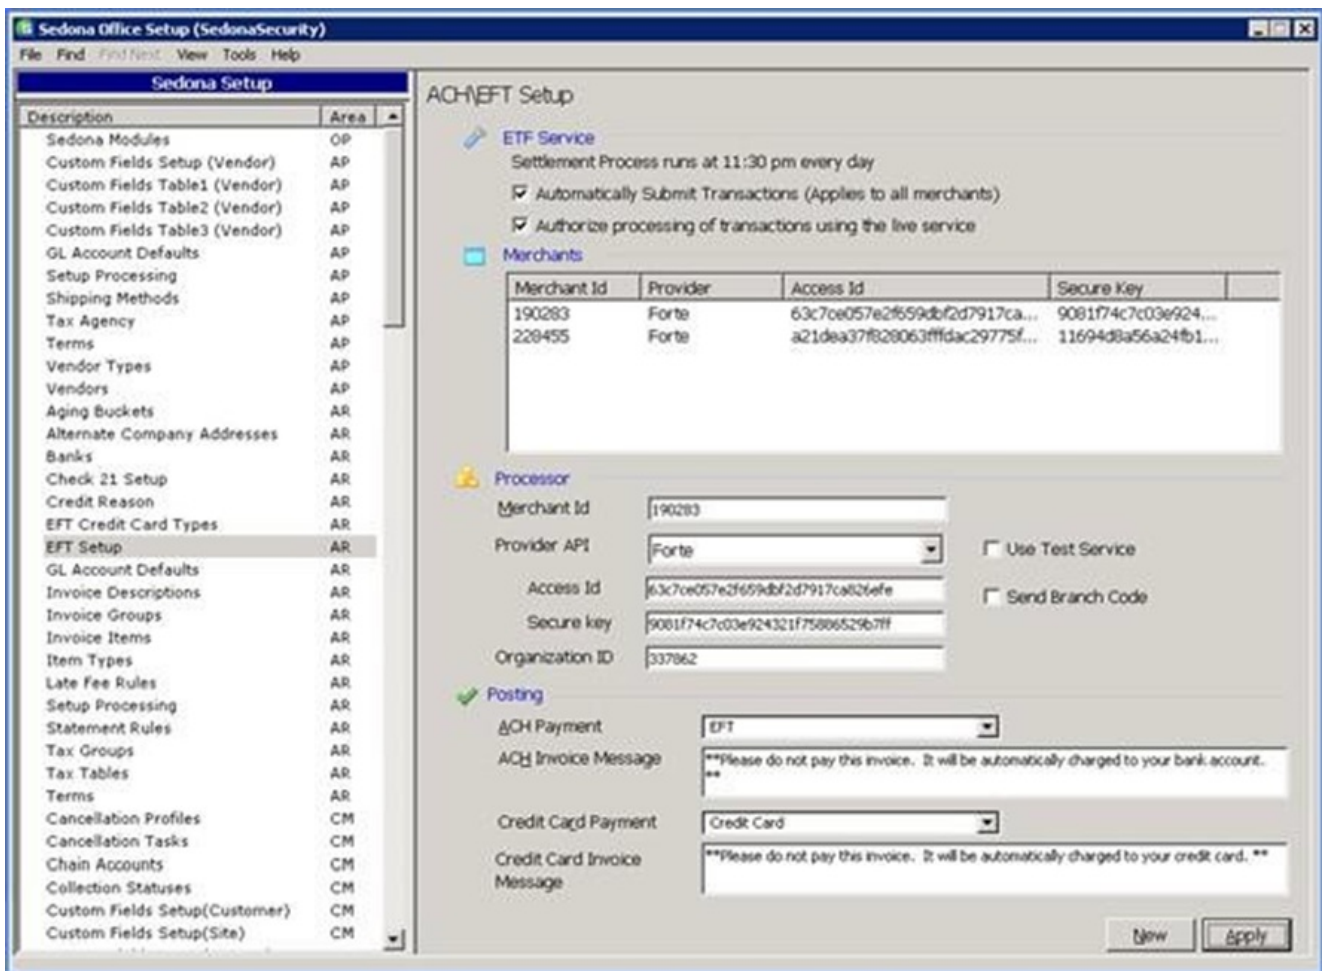 Sedona Office Setup (SedonaSecurity)
File Find Find Next View Tools Help
Sedona Setup
Description Area
Sedona Modules OP
Custom Fields Setup (Vendor) AP
Custom Fields Table1 (Vendor) AP
Custom Fields Table2 (Vendor) AP
Custom Fields Table3 (Vendor) AP
GL Account Defaults AP
Setup Processing AP
Shipping Methods AP
Tax Agency AP
Terms AP
Vendor Types AP
Vendors AP
Aging Buckets AR
Alternate Company Addresses AR
Banks AR
Check 21 Setup AR
Credit Reason AR
EFT Credit Card Types AR
EFT Setup AR
GL Account Defaults AR
Invoice Descriptions AR
Invoice Groups AR
Invoice Items AR
Item Types AR
Late Fee Rules AR
Setup Processing AR
Statement Rules AR
Tax Groups AR
Tax Tables AR
Terms AR
Cancellation Profiles CM
Cancellation Tasks CM
Chain Accounts CM
Collection Statuses CM
Custom Fields Setup(Customer) CM
Custom Fields Setup(Site) CM
ACH\EFT Setup
ETF Service
Settlement Process runs at 11:30 pm every day
Automatically Submit Transactions (Applies to all merchants)
Authorize processing of transactions using the live service
Merchants
Merchant Id Provider Access Id Secure Key
190283 Forte 63c7ce057e2f659dbf2d7917ca... 9081f74c7c03e924...
228455 Forte a21dea37f828063fffdac29775f... 11694d8a56a24fb1...
Processor
Merchant Id 190283
Provider API Forte Use Test Service
Access Id 63c7ce057e2f659dbf2d7917ca826efe Send Branch Code
Secure key 9081f74c7c03e924321f75886529b7ff
Organization ID 337862
Posting
ACH Payment EFT
ACH Invoice Message **Please do not pay this invoice. It will be automatically charged to your bank account.
**
Credit Card Payment Credit Card
Credit Card Invoice **Please do not pay this invoice. It will be automatically charged to your credit card. **
Message
New Apply